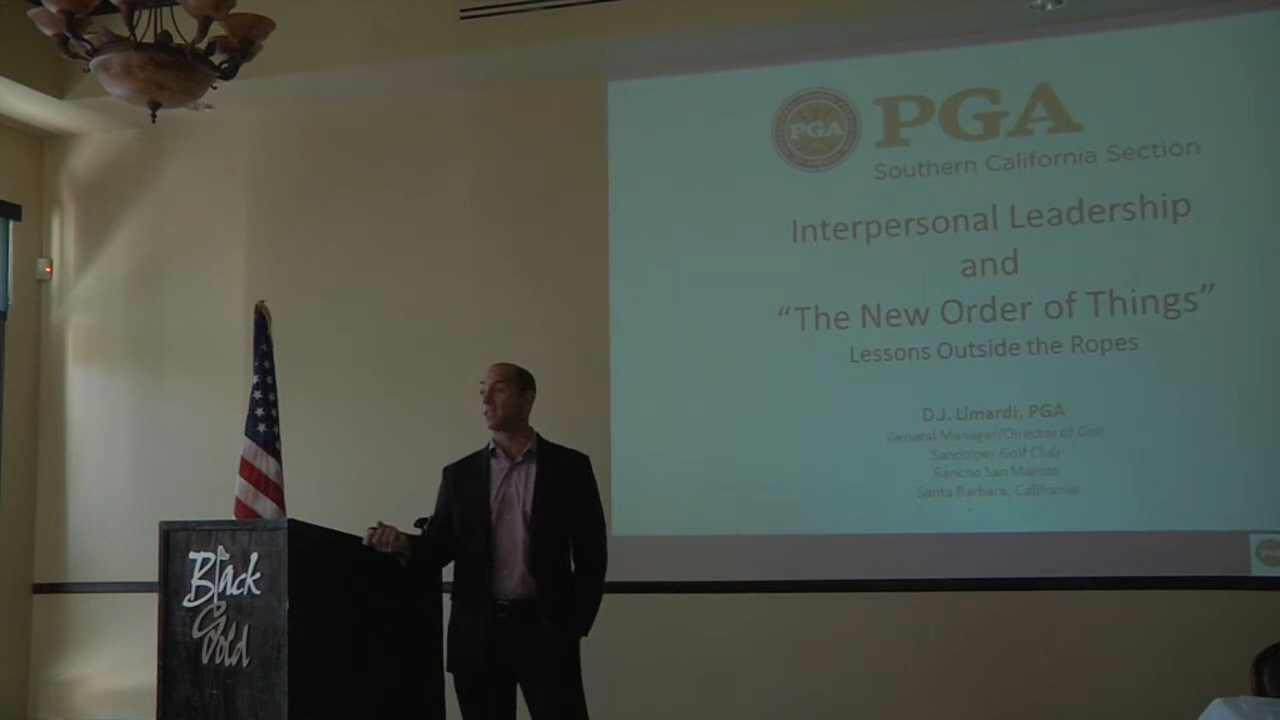 PGA
PGA
Southern California Section
Interpersonal Leadership
and
“The New Order of Things”
Lessons Outside the Ropes
D.J. Limardi, PGA
General Manager/Director of Golf
Sandpiper Golf Club
Rancho San Marcos
Santa Barbara, California
Black
Gold